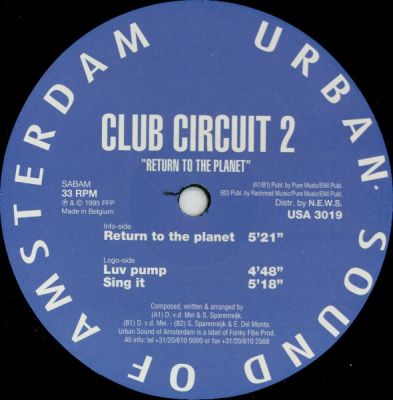 URBAN SOUND OF AMSTERDAM
CLUB CIRCUIT 2
"RETURN TO THE PLANET"
SABAM
33 RPM
℗ & © 1995 FFP
Made in Belgium
(A1/B1) Publ. by Pure Music/EMI Publ.
(B2) Publ. by Rachmad Music/Pure Music/EMI Publ.
Distr. by N.E.W.S.
USA 3019
Info-side
Return to the planet 5'21"
Logo-side
Luv pump 4'48"
Sing it 5'18"
Composed, written & arranged by
(A1) D. v.d. Mei & S. Sparenreijk.
(B1) D. v.d. Mei. - (B2) S. Sparenreijk & E. Del Monte.
Urban Sound of Amsterdam is a label of Fonky Fibe Prod.
All info: tel +31/20/610 5000 or fax +31/20/610 2568